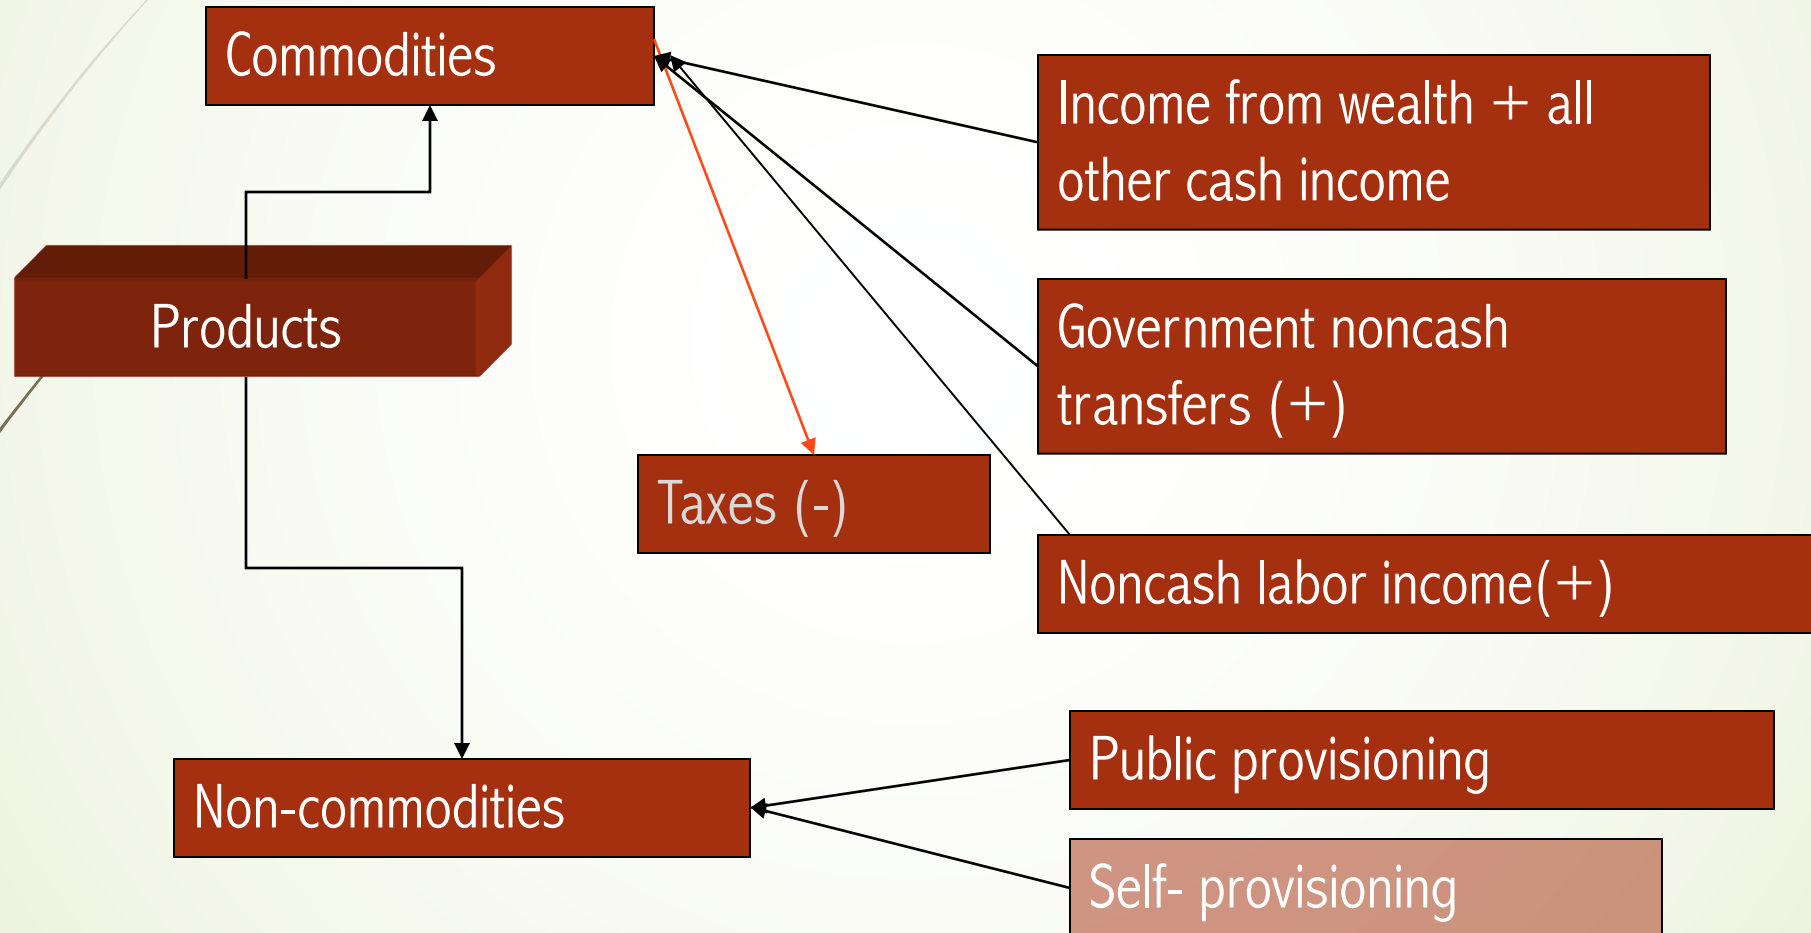 Commodities
Income from wealth + all
other cash income
Products
Government noncash
transfers (+)
Taxes (-)
Noncash labor income(+)
Public provisioning
Non-commodities
Self- provisioning